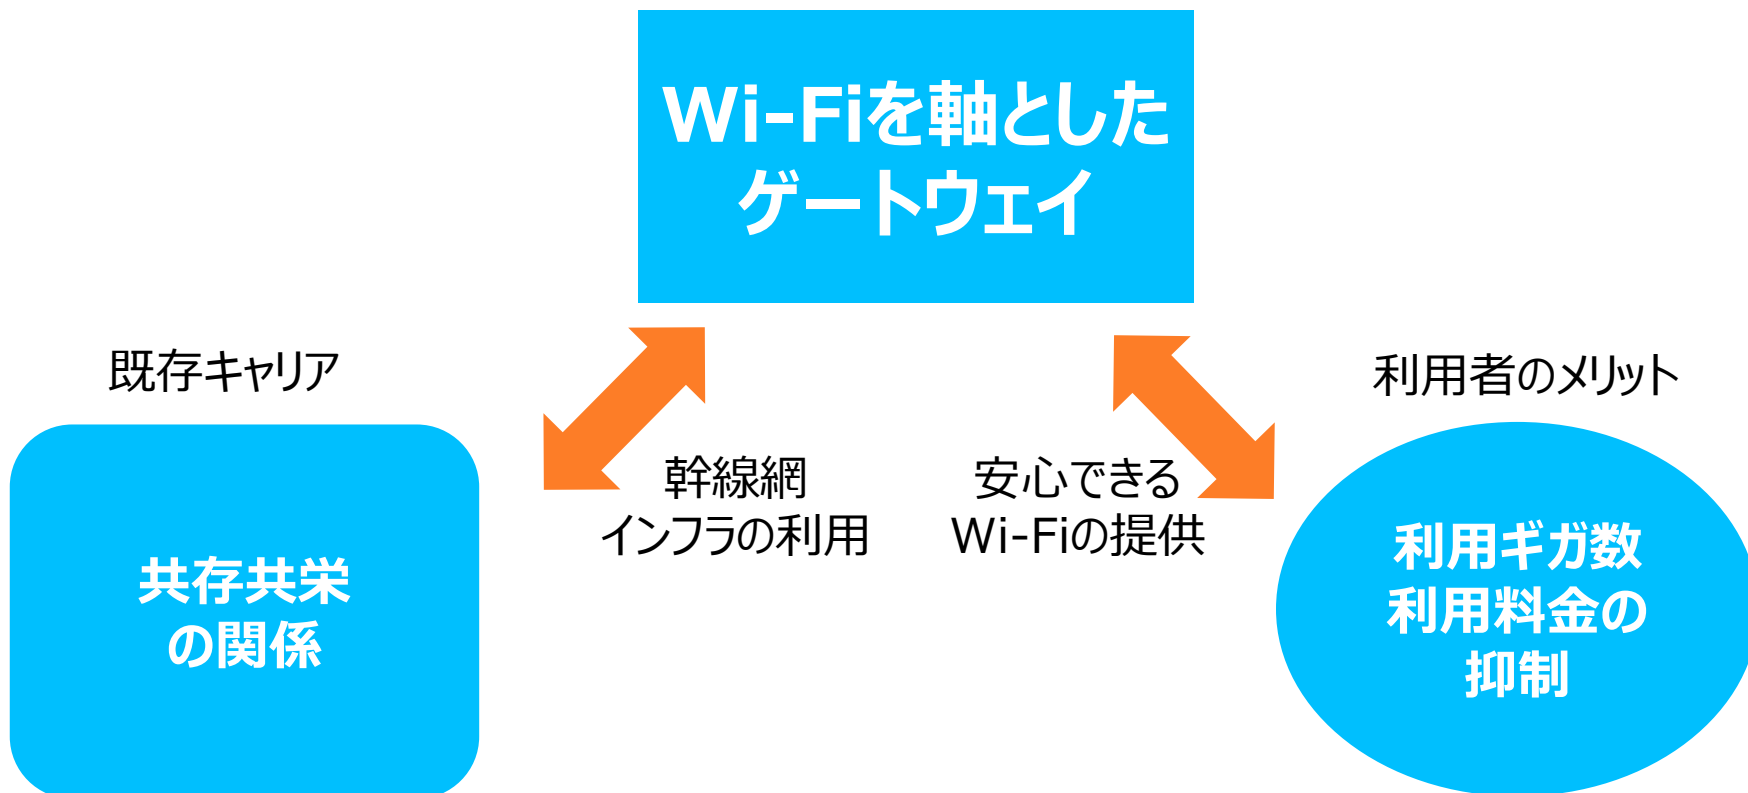 Wi-Fiを軸とした
ゲートウェイ
既存キャリア
利用者のメリット
幹線網
インフラの利用
安心できる
Wi-Fiの提供
共存共栄
の関係
利用ギガ数
利用料金の
抑制